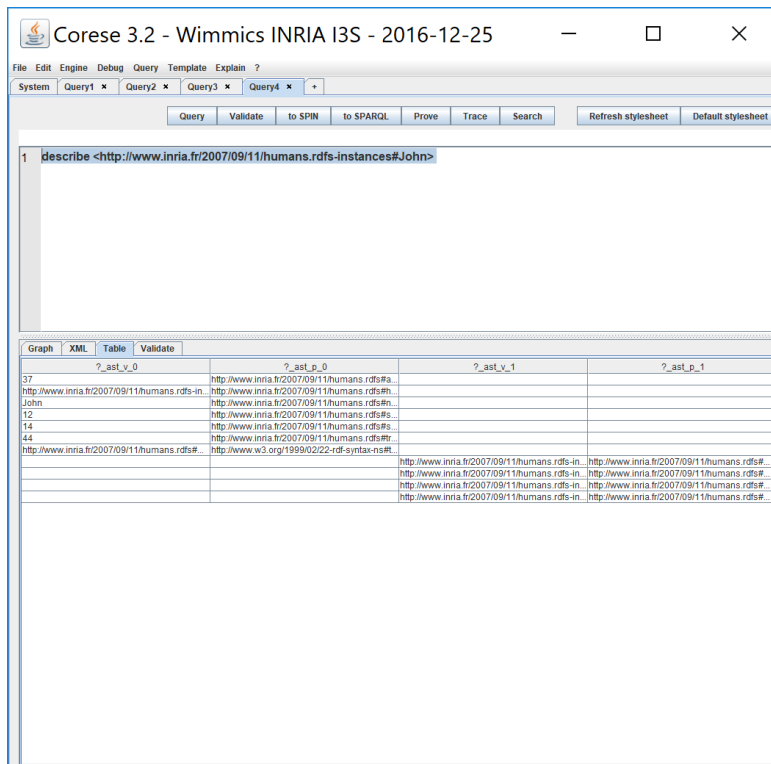 Corese 3.2 - Wimmics INRIA I3S - 2016-12-25
File Edit Engine Debug Query Template Explain ?
System Query1 × Query2 × Query3 × Query4 × +
Query Validate to SPIN to SPARQL Prove Trace Search Refresh stylesheet Default stylesheet
1 describe <http://www.inria.fr/2007/09/11/humans.rdfs-instances#John>
Graph XML Table Validate
?_ast_v_0 ?_ast_p_0 ?_ast_v_1 ?_ast_p_1
37 http://www.inria.fr/2007/09/11/humans.rdfs#a...
http://www.inria.fr/2007/09/11/humans.rdfs-in... http://www.inria.fr/2007/09/11/humans.rdfs#h...
John http://www.inria.fr/2007/09/11/humans.rdfs#n...
12 http://www.inria.fr/2007/09/11/humans.rdfs#s...
14 http://www.inria.fr/2007/09/11/humans.rdfs#s...
44 http://www.inria.fr/2007/09/11/humans.rdfs#tr...
http://www.inria.fr/2007/09/11/humans.rdfs#... http://www.w3.org/1999/02/22-rdf-syntax-ns#t...
http://www.inria.fr/2007/09/11/humans.rdfs-in... http://www.inria.fr/2007/09/11/humans.rdfs#...
http://www.inria.fr/2007/09/11/humans.rdfs-in... http://www.inria.fr/2007/09/11/humans.rdfs#...
http://www.inria.fr/2007/09/11/humans.rdfs-in... http://www.inria.fr/2007/09/11/humans.rdfs#...
http://www.inria.fr/2007/09/11/humans.rdfs-in... http://www.inria.fr/2007/09/11/humans.rdfs#...